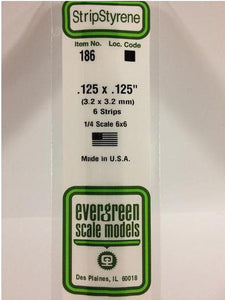 StripStyrene
Item No. Loc. Code
186
.125 x .125"
(3.2 x 3.2 mm)
6 Strips
1/4 Scale 6x6
Made in U.S.A.
evergreen
scale models
Des Plaines, IL 60018